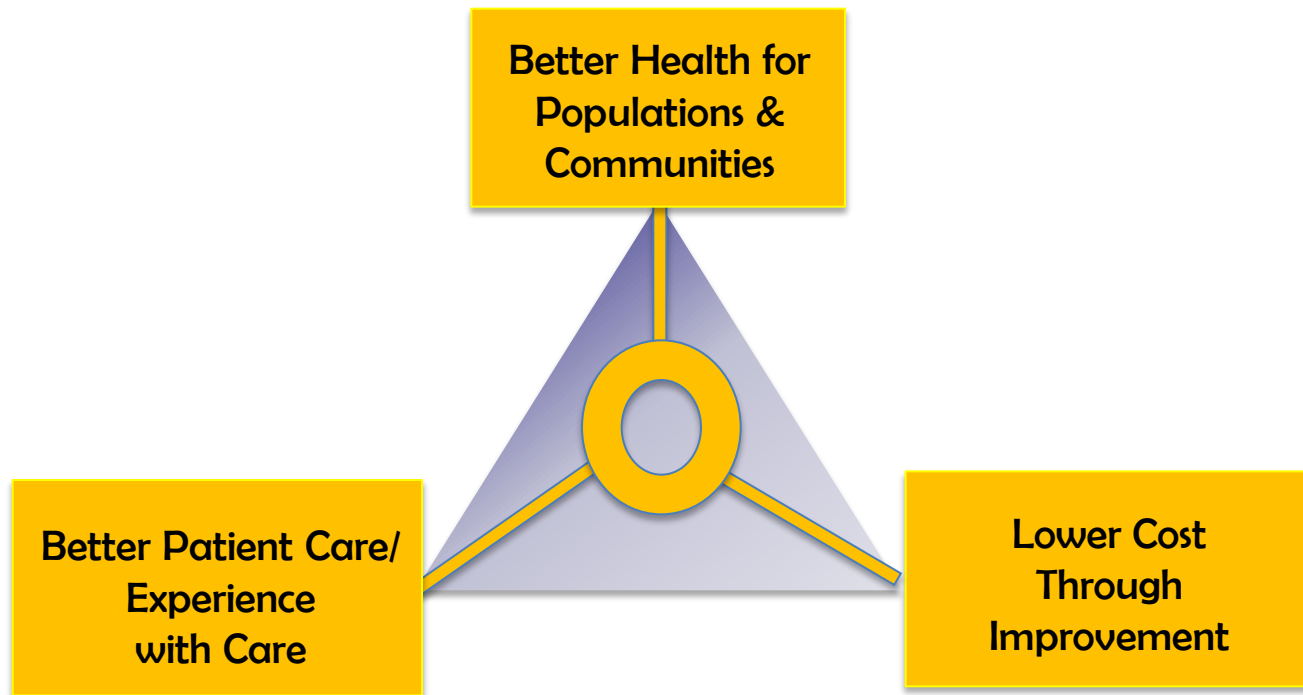 Better Health for
Populations &
Communities
Better Patient Care/
Experience
with Care
Lower Cost
Through
Improvement